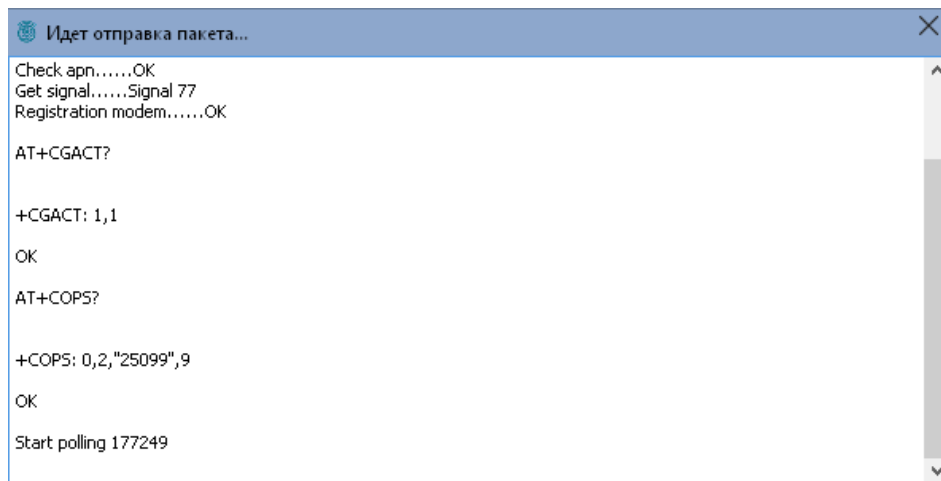 Идет отправка пакета...
Check apn......OK
Get signal......Signal 77
Registration modem......OK
AT+CGACT?
+CGACT: 1,1
OK
AT+COPS?
+COPS: 0,2,"25099",9
OK
Start polling 177249